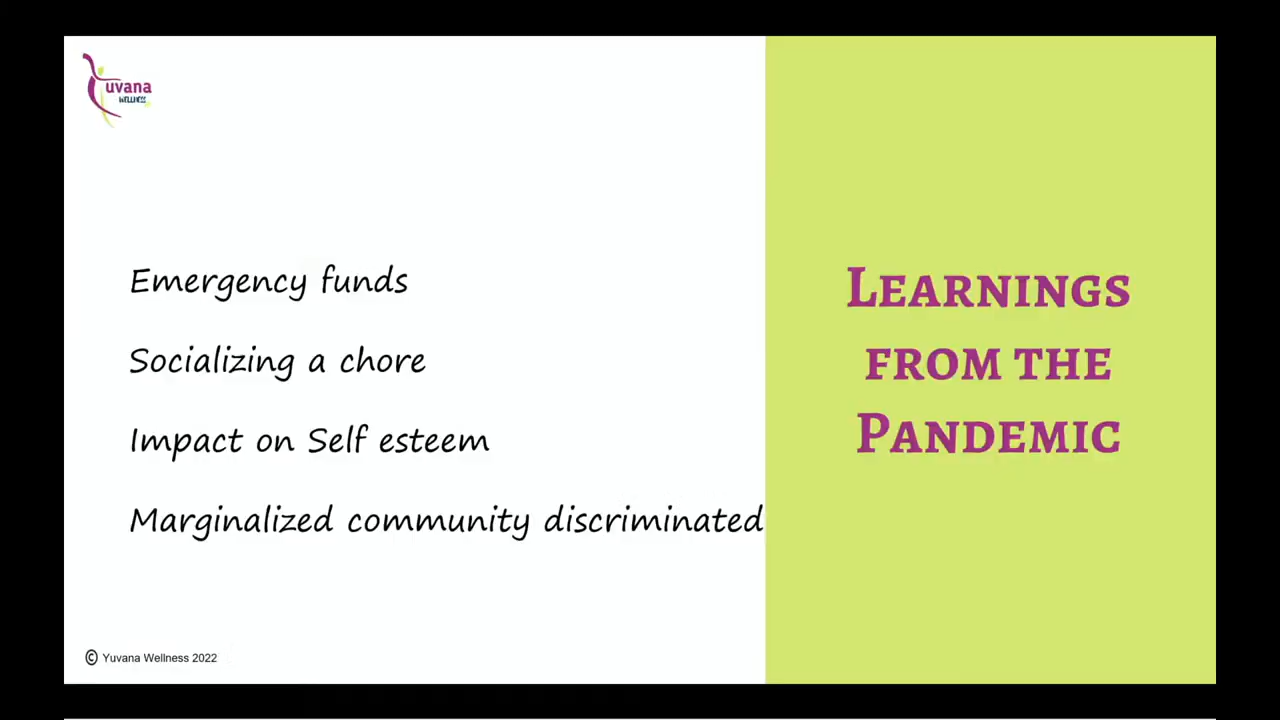 Yuvana
WELLNESS
Emergency funds
Socializing a chore
Impact on Self esteem
Marginalized community discriminated
LEARNINGS
FROM THE
PANDEMIC
© Yuvana Wellness 2022